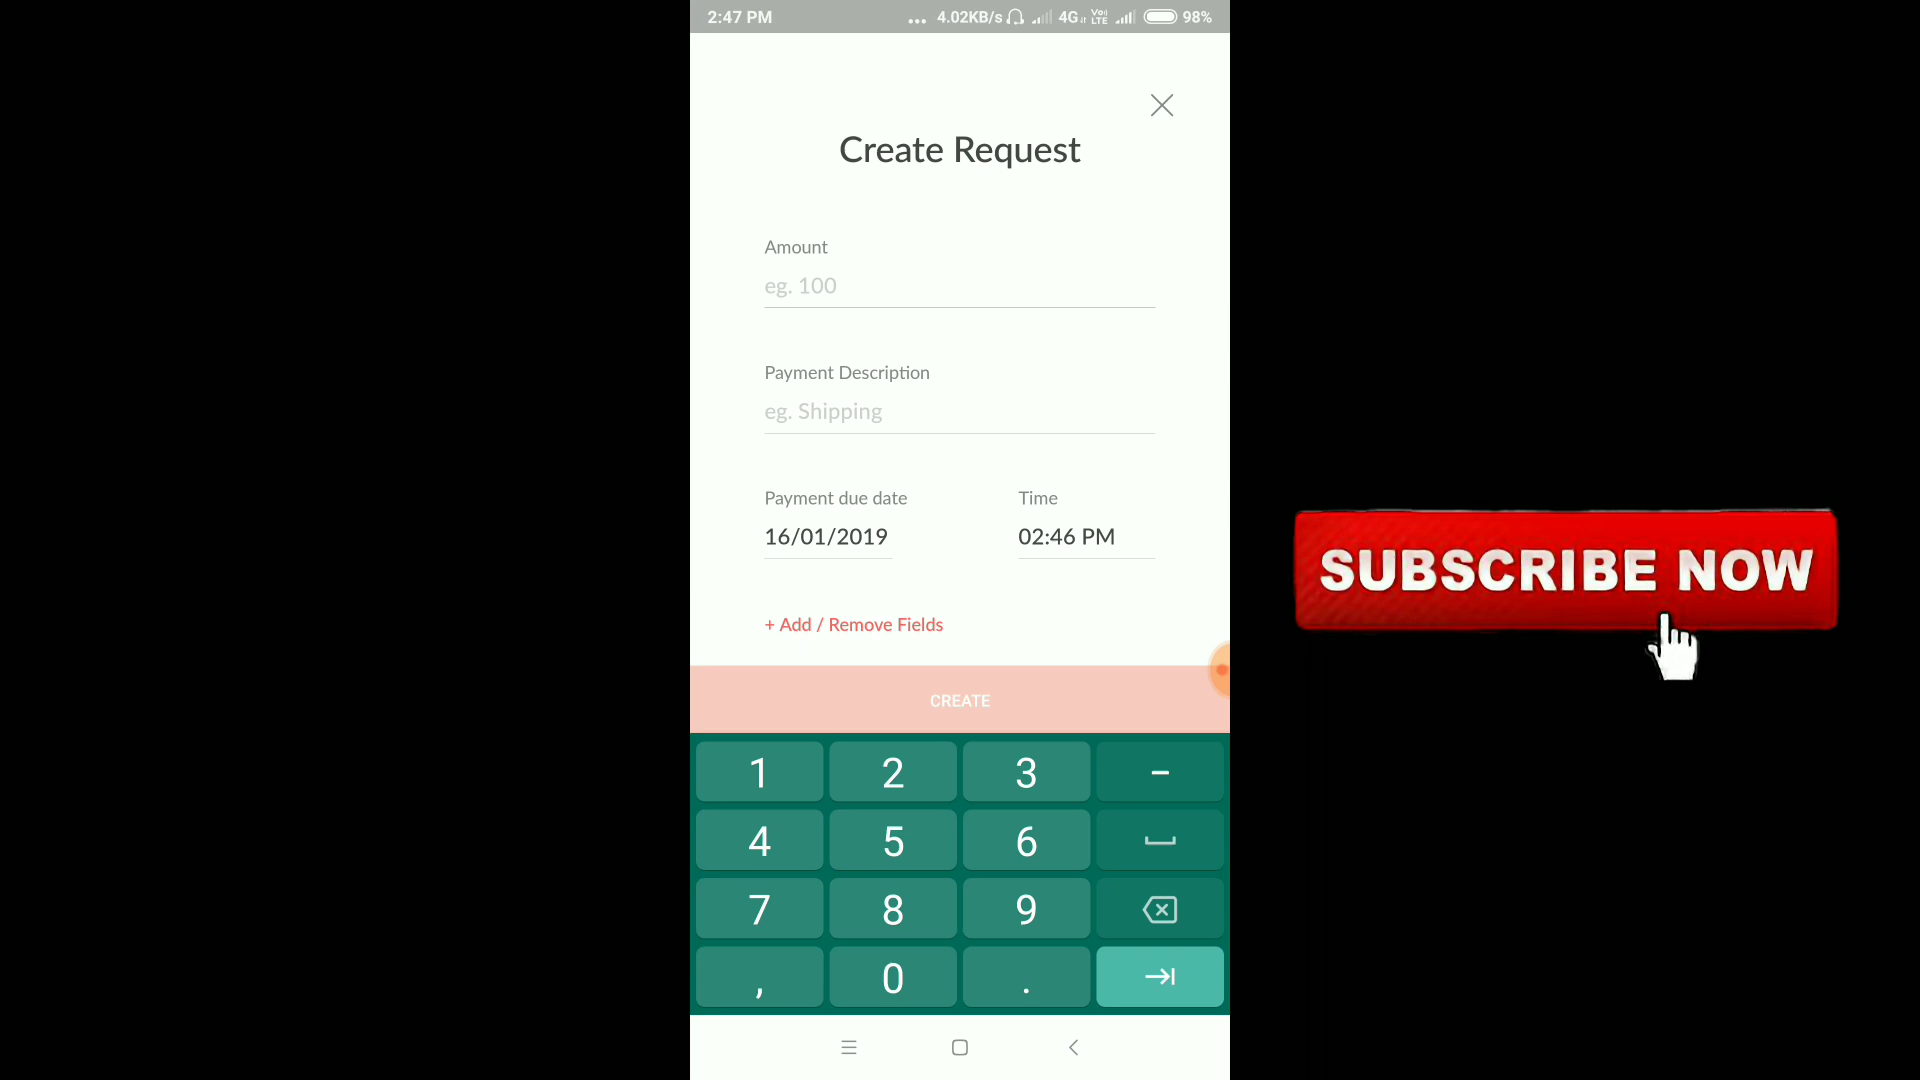 2:47 PM ... 4.02KB/s 4G Vo) LTE 98%
Create Request
Amount
eg. 100
Payment Description
eg. Shipping
Payment due date Time
16/01/2019 02:46 PM
+ Add / Remove Fields
CREATE
SUBSCRIBE NOW
1 2 3 -
4 5 6
7 8 9
, 0 .